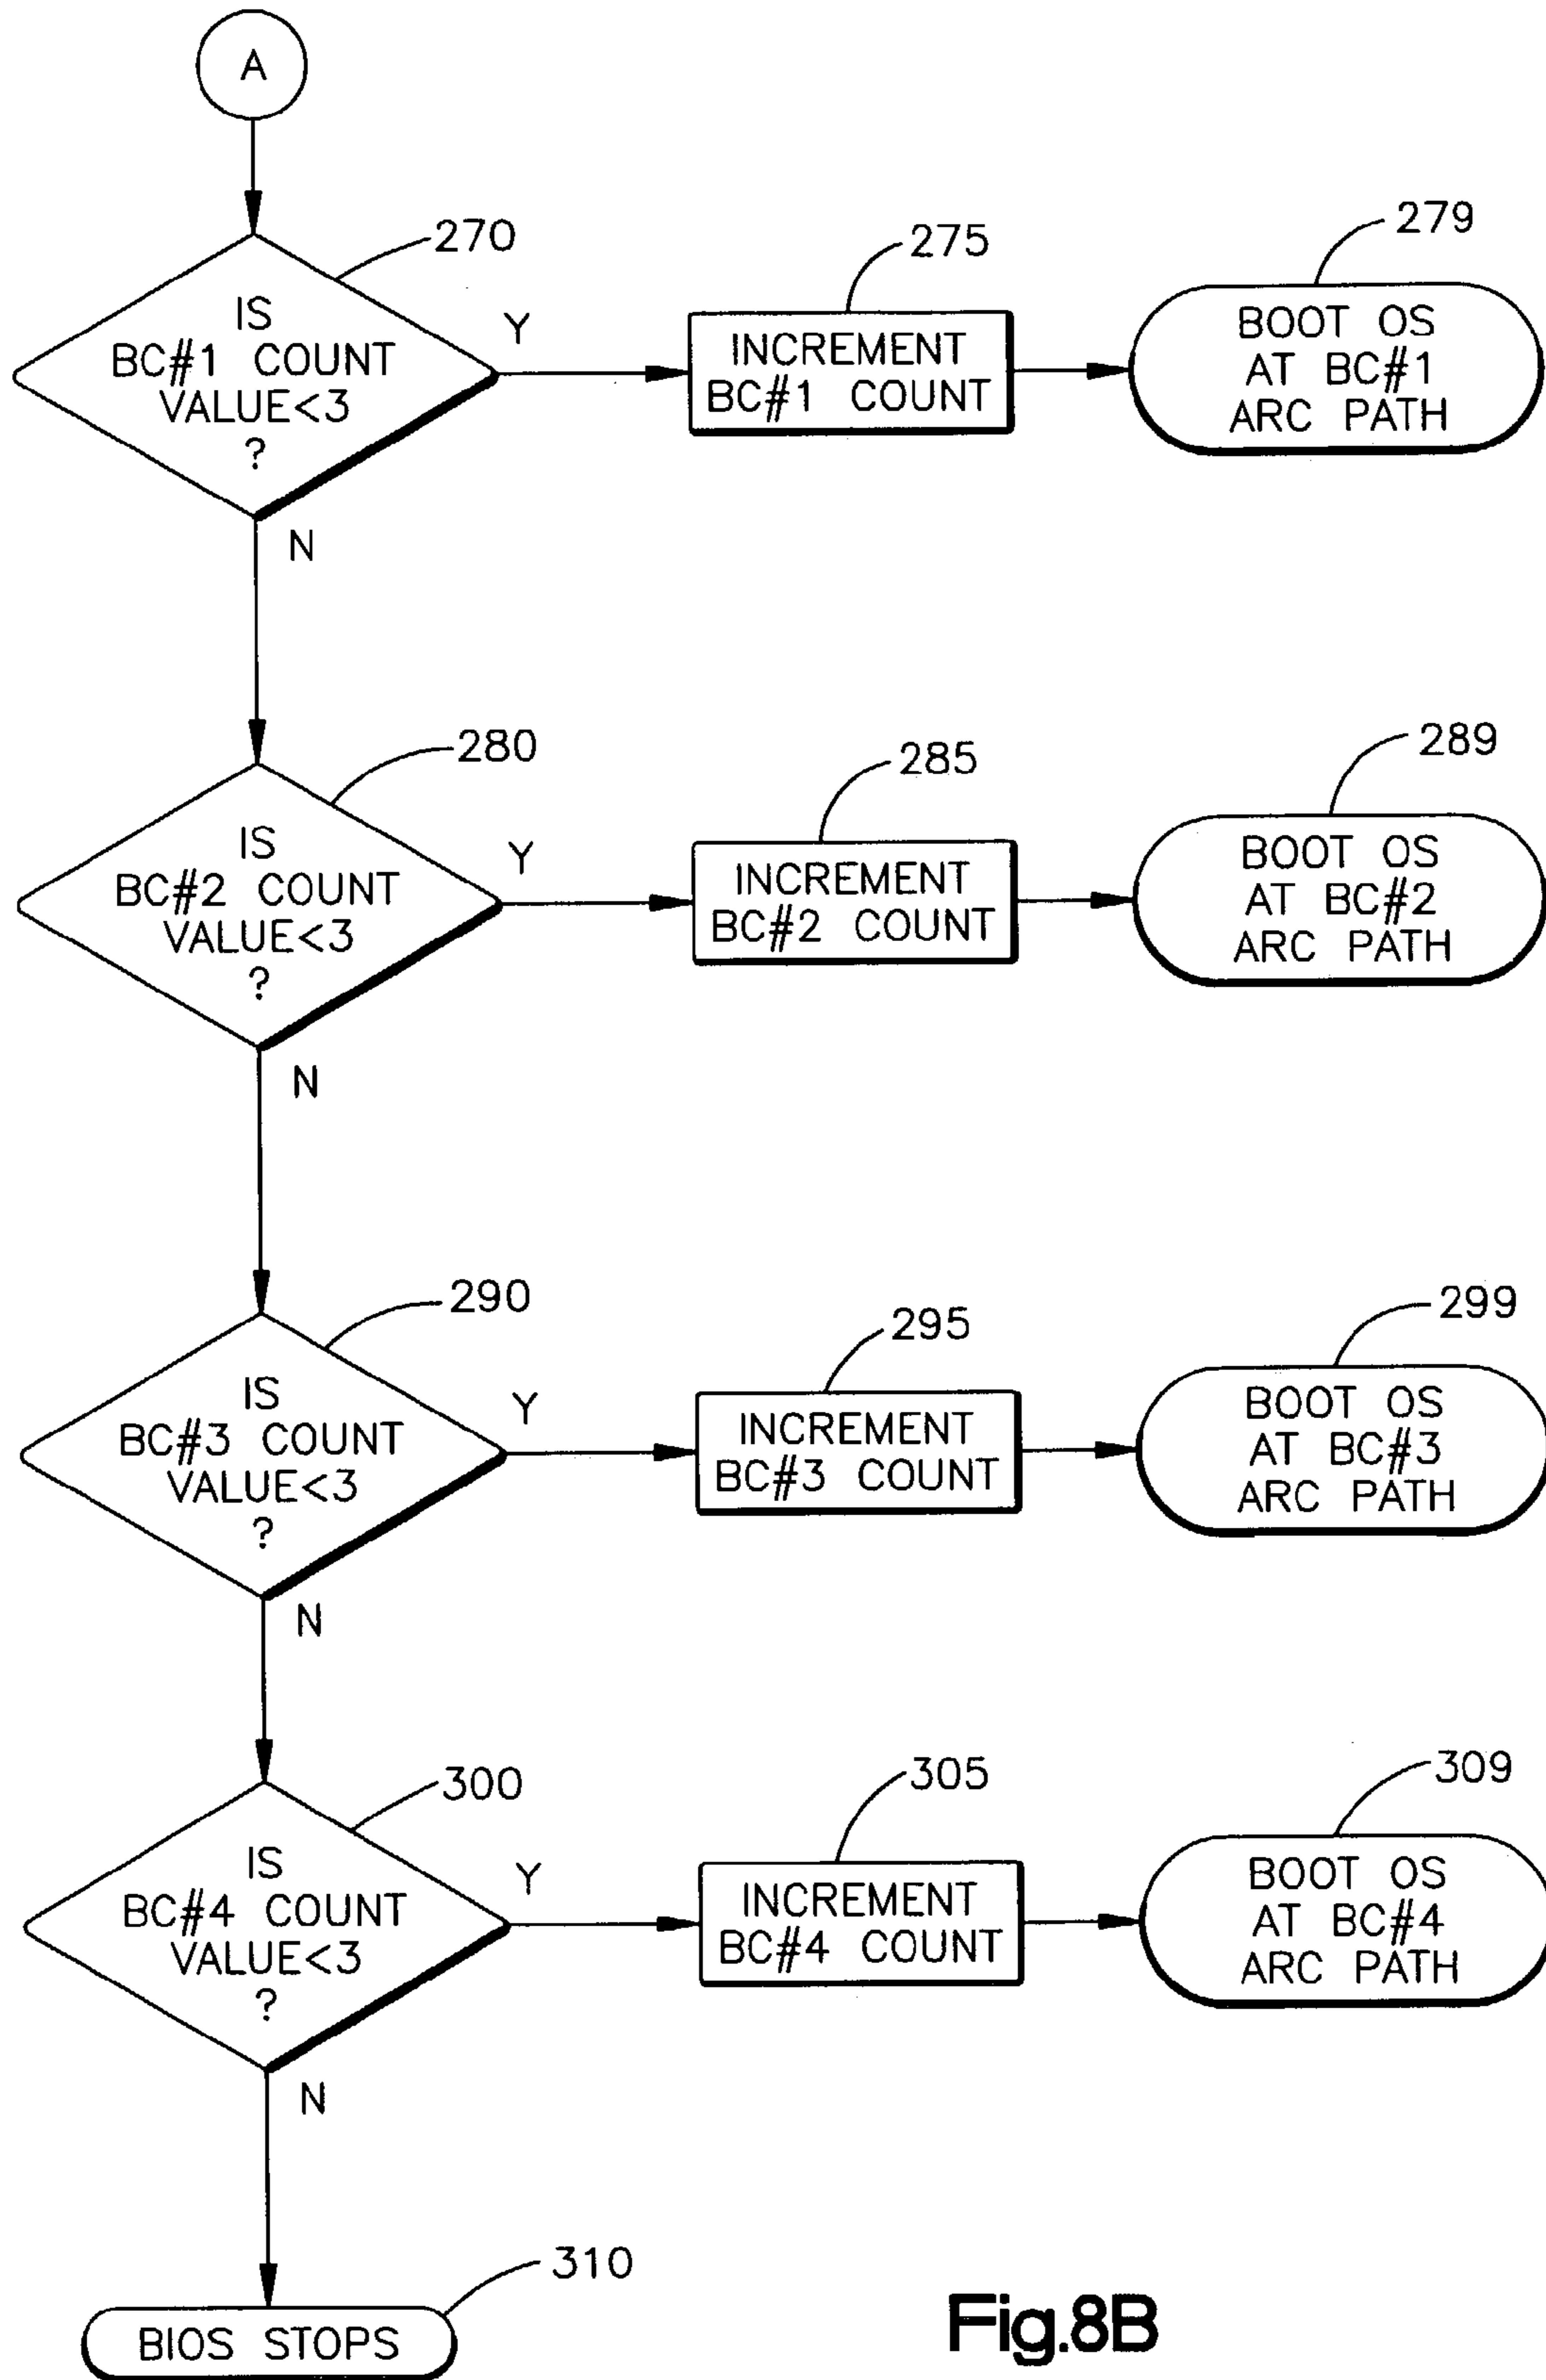 A
270
IS
BC#1 COUNT
VALUE<3
?
Y
N
275
INCREMENT
BC#1 COUNT
279
BOOT OS
AT BC#1
ARC PATH
280
IS
BC#2 COUNT
VALUE<3
?
Y
N
285
INCREMENT
BC#2 COUNT
289
BOOT OS
AT BC#2
ARC PATH
290
IS
BC#3 COUNT
VALUE<3
?
Y
N
295
INCREMENT
BC#3 COUNT
299
BOOT OS
AT BC#3
ARC PATH
300
IS
BC#4 COUNT
VALUE<3
?
Y
N
305
INCREMENT
BC#4 COUNT
309
BOOT OS
AT BC#4
ARC PATH
310
BIOS STOPS
Fig.8B